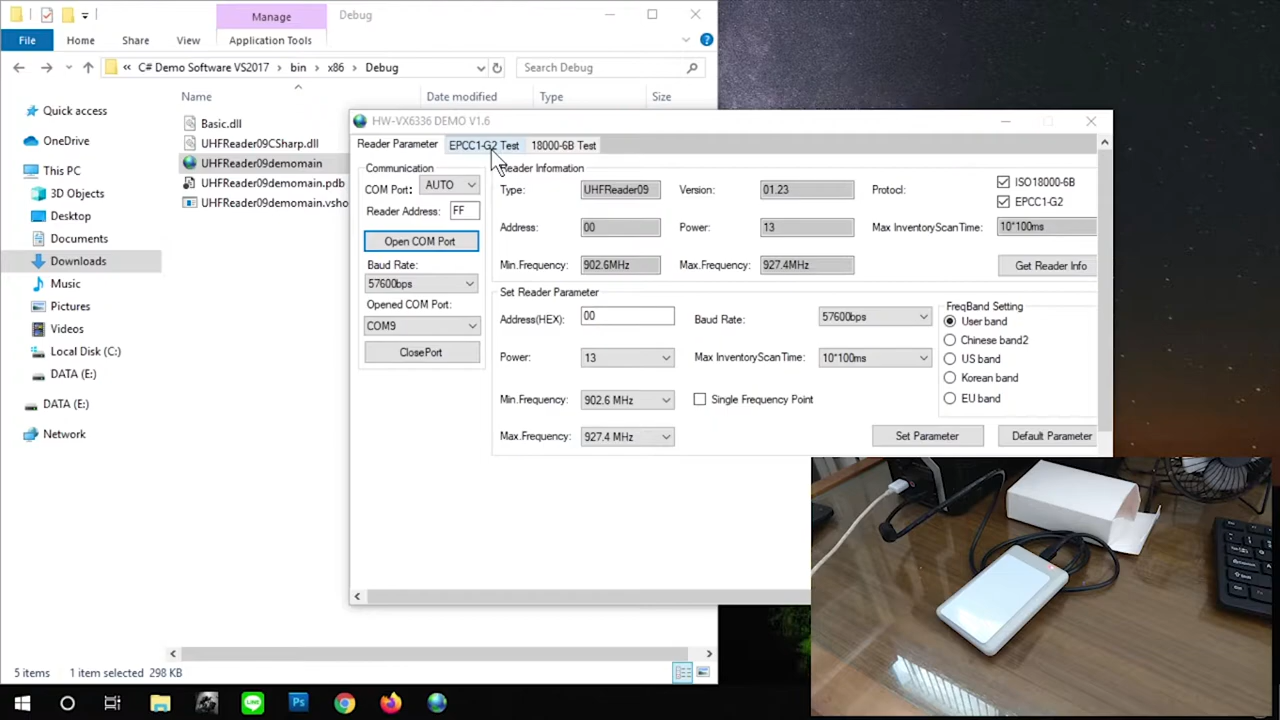 Manage
Debug
File
Home
Share
View
Application Tools
« C# Demo Software VS2017 > bin > x86 > Debug
Search Debug
Quick access
OneDrive
This PC
3D Objects
Desktop
Documents
Downloads
Music
Pictures
Videos
Local Disk (C:)
DATA (E:)
DATA (E:)
Network
Name
Date modified
Type
Size
Basic.dll
UHFReader09CSharp.dll
UHFReader09demomain
UHFReader09demomain.pdb
UHFReader09demomain.vsho
5 items
1 item selected 298 KB
HW-VX6336 DEMO V1.6
Reader Parameter
EPCC1-G2 Test
18000-6B Test
Communication
COM Port: AUTO
Reader Address: FF
Open COM Port
Baud Rate:
57600bps
Opened COM Port:
COM9
ClosePort
Reader Information
Type: UHFReader09
Version: 01.23
Protocl:
ISO18000-6B
EPCC1-G2
Address: 00
Power: 13
Max InventoryScanTime: 10*100ms
Min.Frequency: 902.6MHz
Max.Frequency: 927.4MHz
Get Reader Info
Set Reader Parameter
Address(HEX): 00
Baud Rate: 57600bps
Power: 13
Max InventoryScanTime: 10*100ms
Min.Frequency: 902.6 MHz
Single Frequency Point
Max.Frequency: 927.4 MHz
FreqBand Setting
User band
Chinese band2
US band
Korean band
EU band
Set Parameter
Default Parameter
Ps
LINE